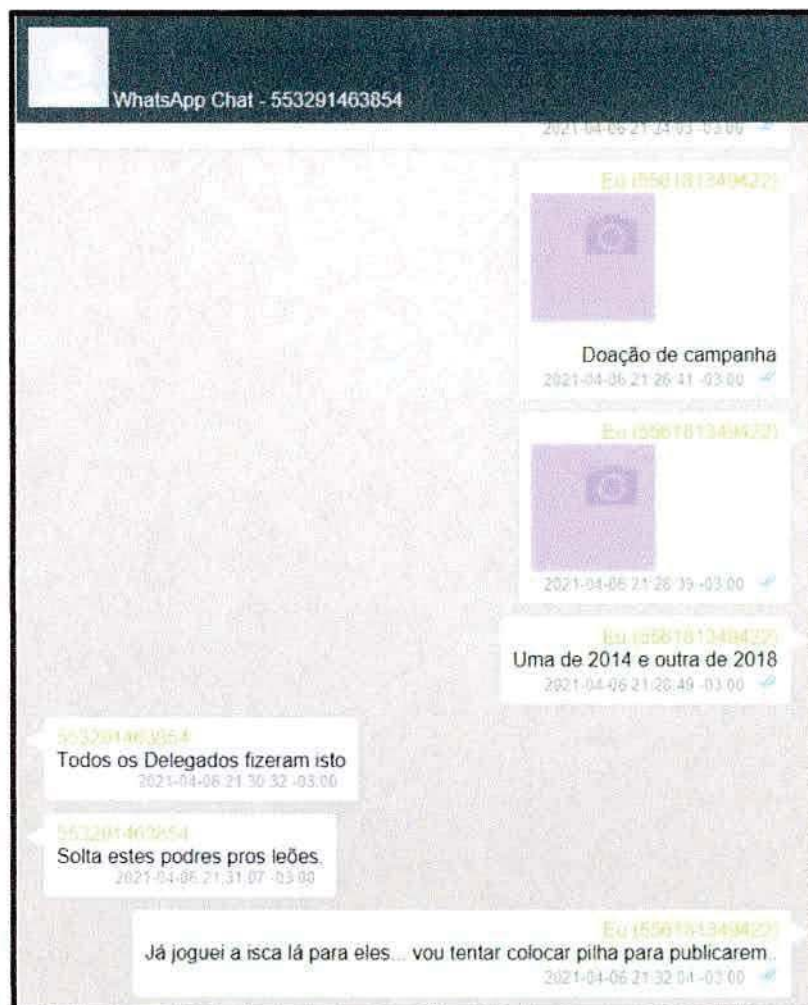 WhatsApp Chat - 553291463854
2021-04-06 21:24:03 -03:00
Eu (556181349422)
Doação de campanha
2021-04-06 21:26:41 -03:00
Eu (556181349422)
2021-04-06 21:28:39 -03:00
Eu (556181349422)
Uma de 2014 e outra de 2018
2021-04-06 21:28:49 -03:00
553291463854
Todos os Delegados fizeram isto
2021-04-06 21:30:32 -03:00
553291463854
Solta estes podres pros leões.
2021-04-06 21:31:07 -03:00
Eu (556181349422)
Já joguei a isca lá para eles... vou tentar colocar pilha para publicarem..
2021-04-06 21:32:04 -03:00